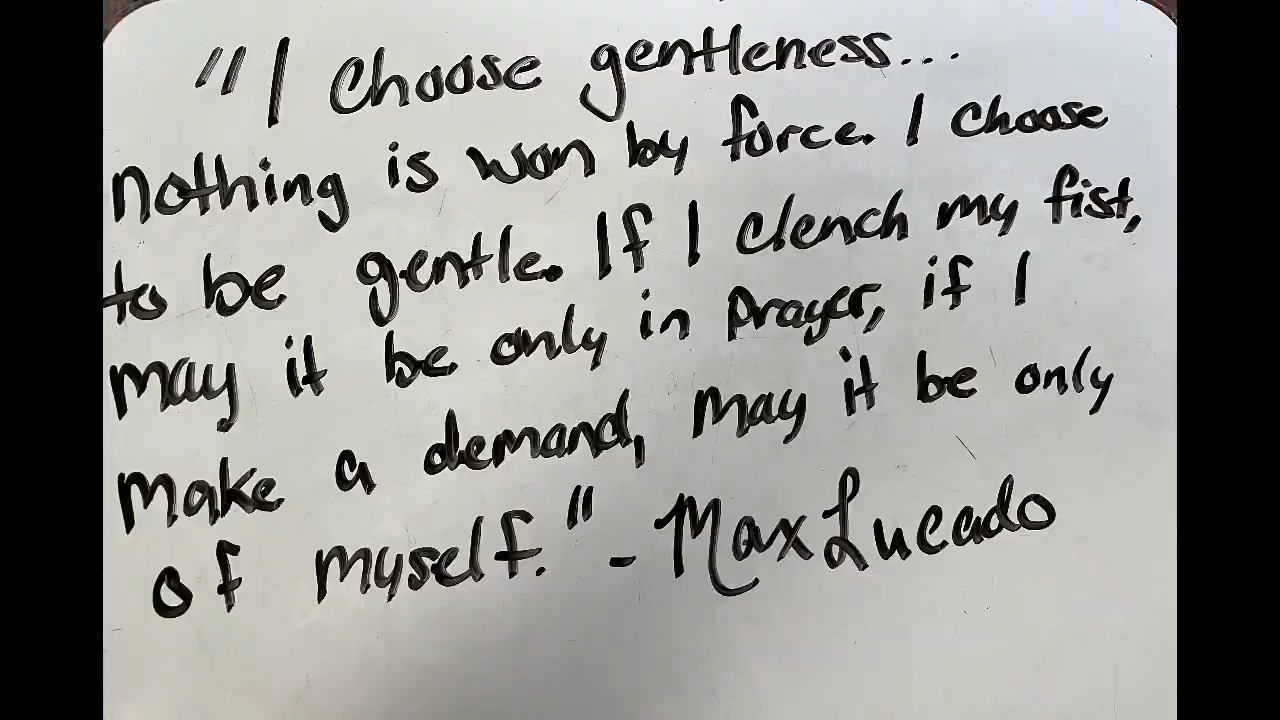 "I choose gentleness...
nothing is won by force. I choose
to be gentle. If I clench my fist,
may it be only in prayer, if I
make a demand, may it be only
of myself." - Max Lucado